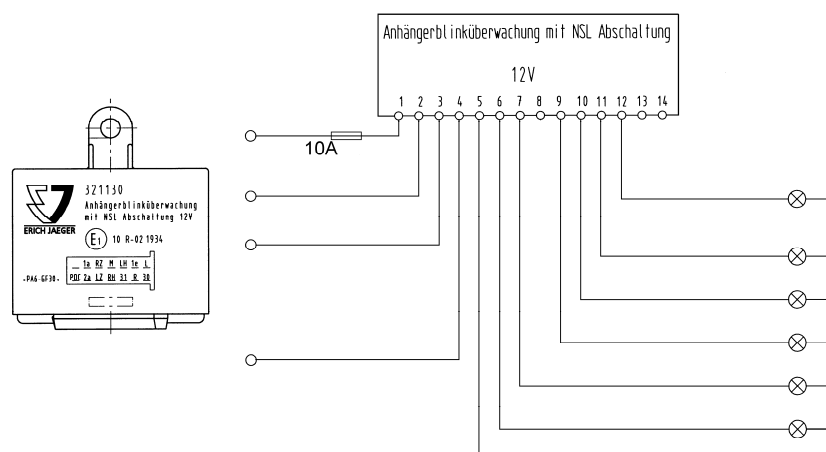 Anhängerblinküberwachung mit NSL Abschaltung
12V
1 2 3 4 5 6 7 8 9 10 11 12 13 14
10A
321130
Anhängerblinküberwachung
mit NSL Abschaltung 12V
ERICH JAEGER
E1 10 R-02 1934
1a RZ M LH 1e L
PDC 2a LZ RH 31 R 30
-PA6-GF30-